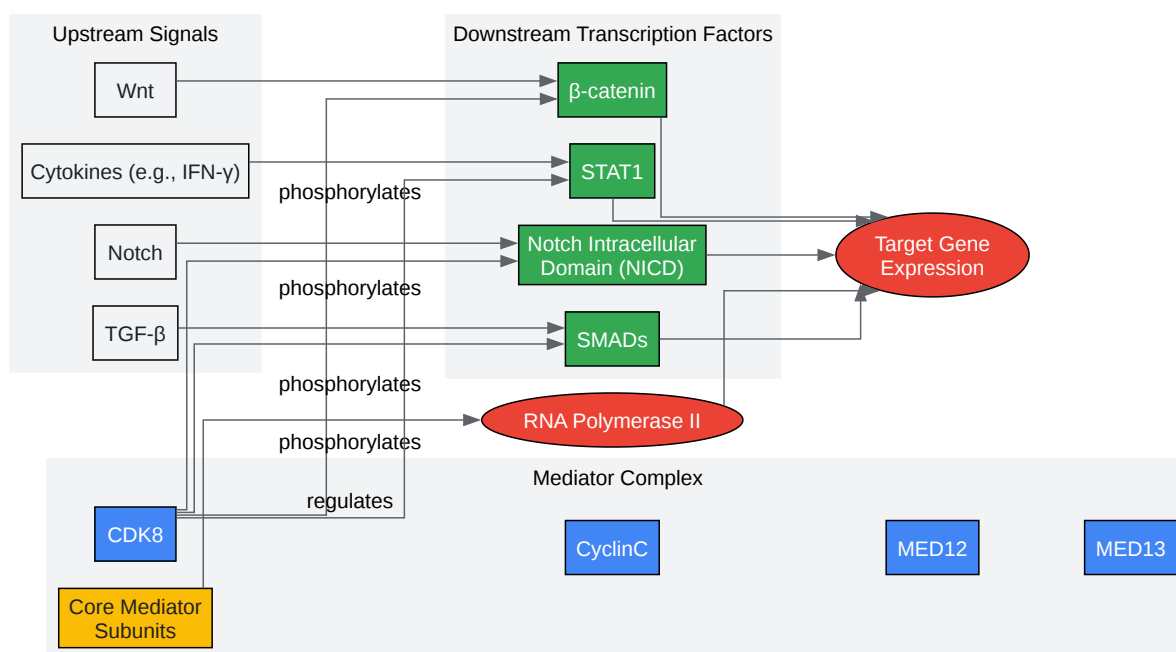 Upstream Signals
Downstream Transcription Factors
Wnt
β-catenin
Cytokines (e.g., IFN-γ)
STAT1
phosphorylates
Notch
Notch Intracellular
Domain (NICD)
Target Gene
Expression
phosphorylates
TGF-β
SMADs
phosphorylates
RNA Polymerase II
phosphorylates
Mediator Complex
regulates
CDK8
CyclinC
MED12
MED13
Core Mediator
Subunits